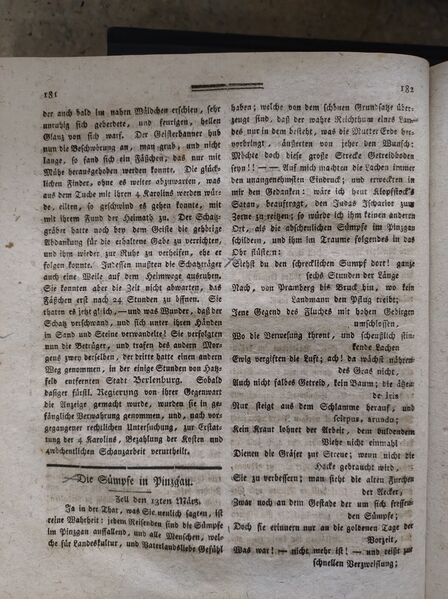 181
182
der auch bald im nahen Wäldchen erschien, sehr
unruhig sich geberdete, und feurigen, hellen
Glanz von sich warf. Der Geisterbanner hub
nun die Beschwörung an, man grub, und nicht
lange, so fand sich ein Fäßchen, das nur mit
Mühe herausgehoben werden konnte. Die glückli-
chen Finder, ohne es weiter abzuwarten, was
aus dem Tuche mit ihren 4 Karolins werden wür-
de, eilten, so geschwind es gehen konnte, mit
mit ihrem Fund der Heimath zu. Der Schatz-
gräber hatte noch bey dem Geiste die gehörige
Abdankung für die erhaltene Gabe zu verrichten,
und ihn wieder zur Ruhe zu verweisen, ehe er
folgen konnte. Indessen mußten die Schatzträger
auch eine Weile auf dem Heimwege ausruhen.
Sie konnten aber die Zeit nicht abwarten, das
Fäßchen erst nach 24 Stunden zu öffnen. Sie
thaten es jetzt gleich, — und was Wunder, daß der
Schatz verschwand, und sich unter ihren Händen
in Sand und Steine verwandelte? Sie verfolgten
nun die Betrüger, und trafen des andern Mor-
gens zwey derselben, der dritte hatte einen andern
Weg genommen, in der einige Stunden von Hatz-
feld entfernten Stadt Berlenburg. Sobald
dasiger fürstl. Regierung von ihrer Gegenwart
die Anzeige gemacht wurde, wurden sie in ge-
fängliche Verwahrung genommen, und, nach vor-
gegangener rechtlichen Untersuchung, zur Erstat-
tung der 4 Karolins, Bezahlung der Kosten und
4wöchentlichen Schanzarbeit verurtheilt.
Die Sümpfe in Pinzgau.
Zell den 13ten März.
Ja in der That, was Sie neulich sagten, ist
eine Wahrheit: jedem Reisenden sind die Sümpfe
im Pinzgau auffallend, und alle Menschen, wel-
che für Landeskultur, und Vaterlandsliebe Gefühl
haben; welche von dem schönen Grundsatze über-
zeugt sind, daß der wahre Reichthum eines Lan-
des nur in dem besteht, was die Mutter Erde her-
vorbringt, äusserten von jeher den Wunsch:
Möchte doch diese große Strecke Getreidboden
seyn!! — — Auf mich machten die Lachen immer
den unangenehmsten Eindruck; und erweckten in
mir den Gedanken: wäre ich heut Klopstock's
Satan, beauftragt, den Judas Ischariot zum
Zorne zu reitzen; so würde ich ihm keinen andern
Ort, als die abscheulichen Sümpfe im Pinzgau
schildern, und ihm im Traume folgendes in das
Ohr flüstern:
Siehst du den schrecklichen Sumpf dort! ganze
sechs Stunden der Länge
Nach, von Pramberg bis Bruck hin, wo kein
Landmann den Pflug treibt;
Jene Gegend des Fluches mit hohen Gebirgen
umschlossen,
Wo die Verwesung thront, und scheußlich stin-
kende Lachen
Ewig vergiften die Luft; ach! da wächst nähren-
des Gras nicht,
Auch nicht falbes Getreid, kein Baum; die
de Iris
Nur steigt aus dem Schlamme herauf, und
scirpus, arundo;
Kein Kraut lohnet der Arbeit, dem duldendem
Viehe nicht einmahl
Dienen die Gräser zur Streue; wenn nicht die
Hacke gebraucht wird,
Sie zu verbessern; man sieht die alten Furchen
der Aecker,
Zwar noch an dem Gestade der um sich fressen-
den Sümpfe;
Doch sie erinnern nur an die goldenen Tage der
Vorzeit,
Was war! — nicht mehr ist! — und reißt zur
schnellen Verzweiflung;